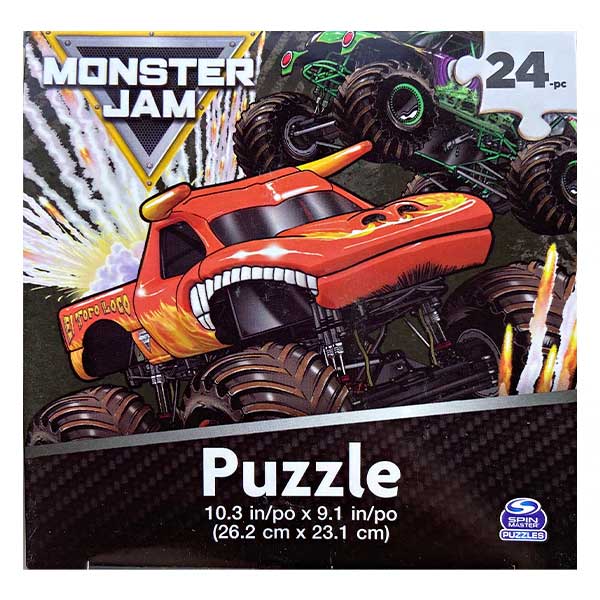 MONSTER
JAM
24-pc
El Toro Loco
Puzzle
10.3 in/po x 9.1 in/po
(26.2 cm x 23.1 cm)
SPIN
MASTER
PUZZLES